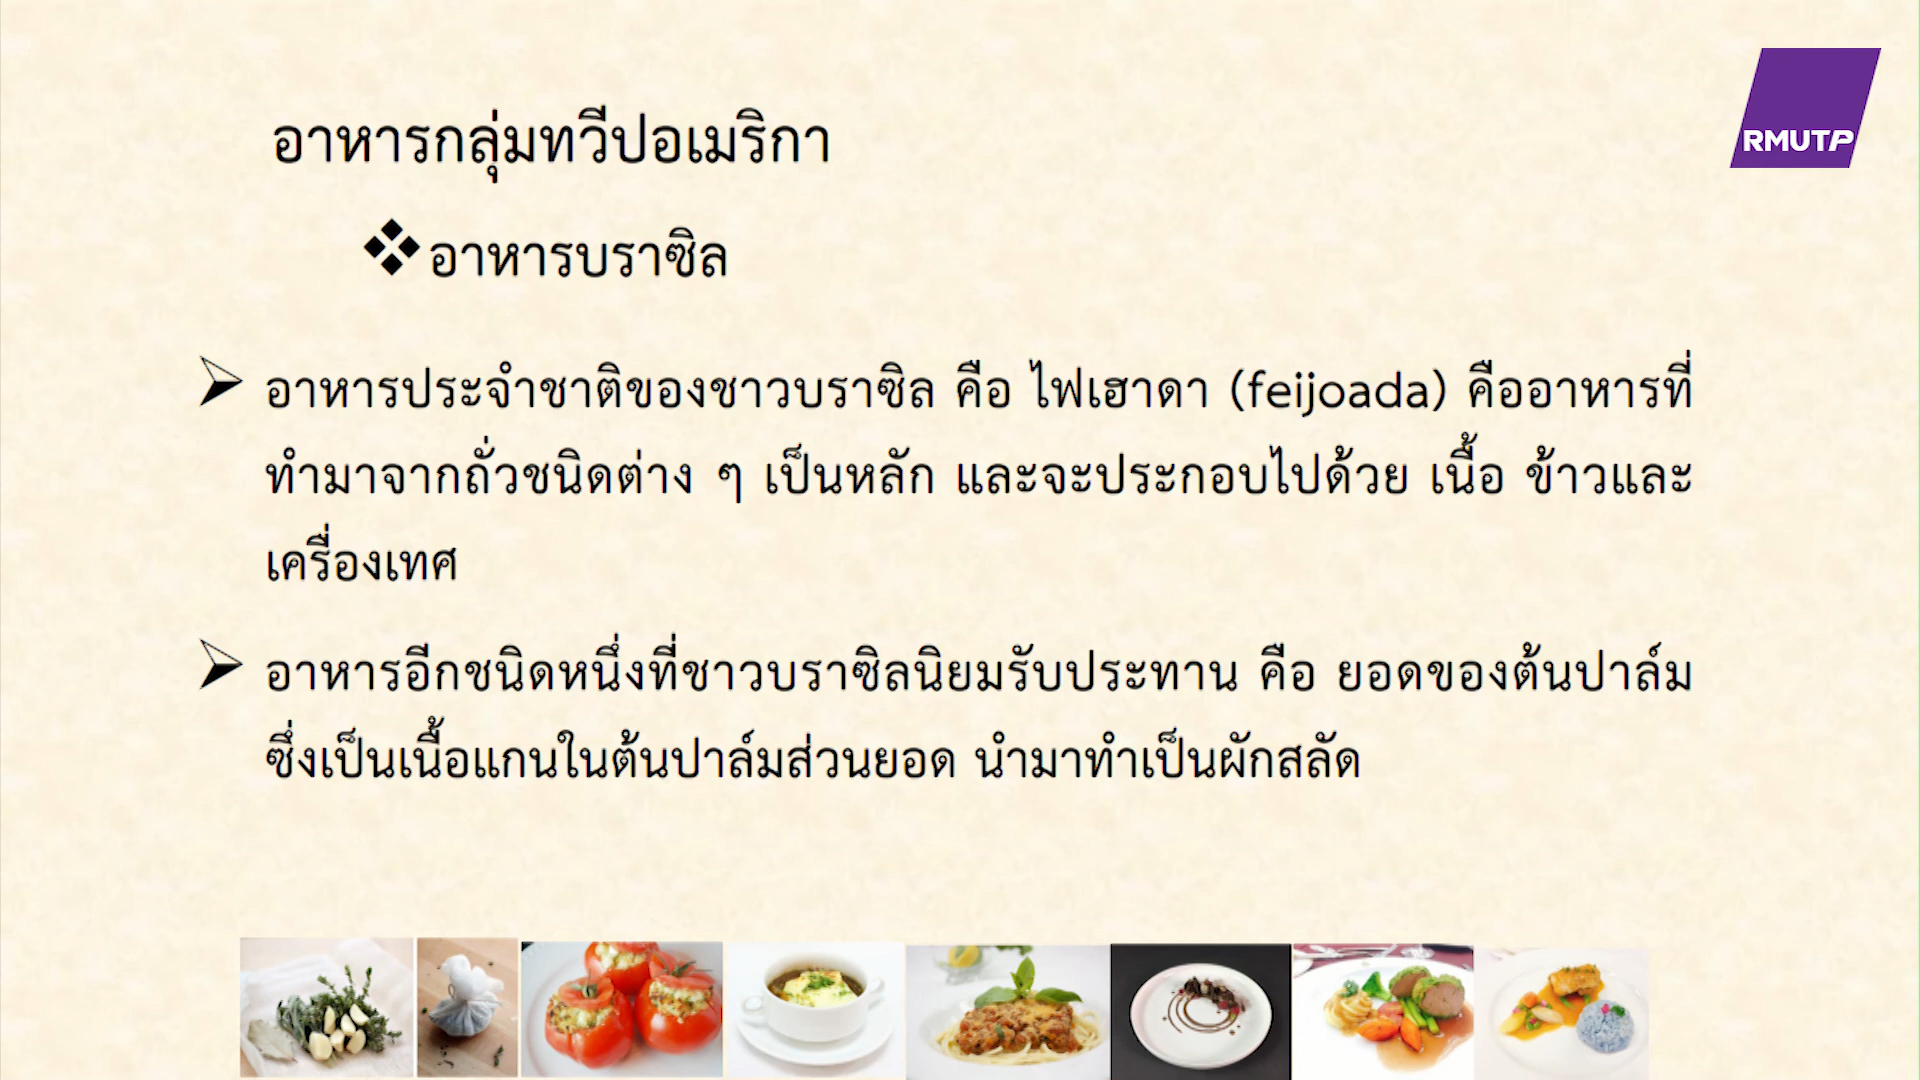 RMUTP
อาหารกลุ่มทวีปอเมริกา
อาหารบราซิล
อาหารประจำชาติของชาวบราซิล คือ ไฟเฮาดา (feijoada) คืออาหารที่
ทำมาจากถั่วชนิดต่าง ๆ เป็นหลัก และจะประกอบไปด้วย เนื้อ ข้าวและ
เครื่องเทศ
อาหารอีกชนิดหนึ่งที่ชาวบราซิลนิยมรับประทาน คือ ยอดของต้นปาล์ม
ซึ่งเป็นเนื้อแกนในต้นปาล์มส่วนยอด นำมาทำเป็นผักสลัด